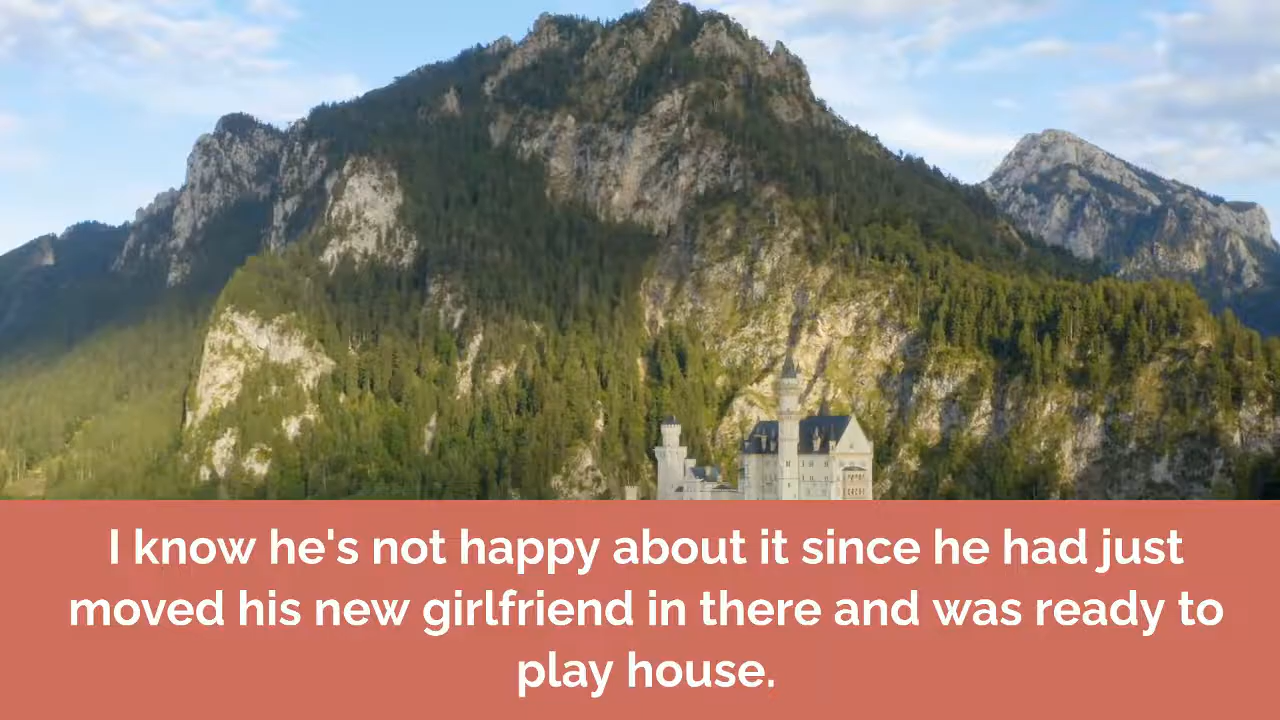 I know he's not happy about it since he had just
moved his new girlfriend in there and was ready to
play house.